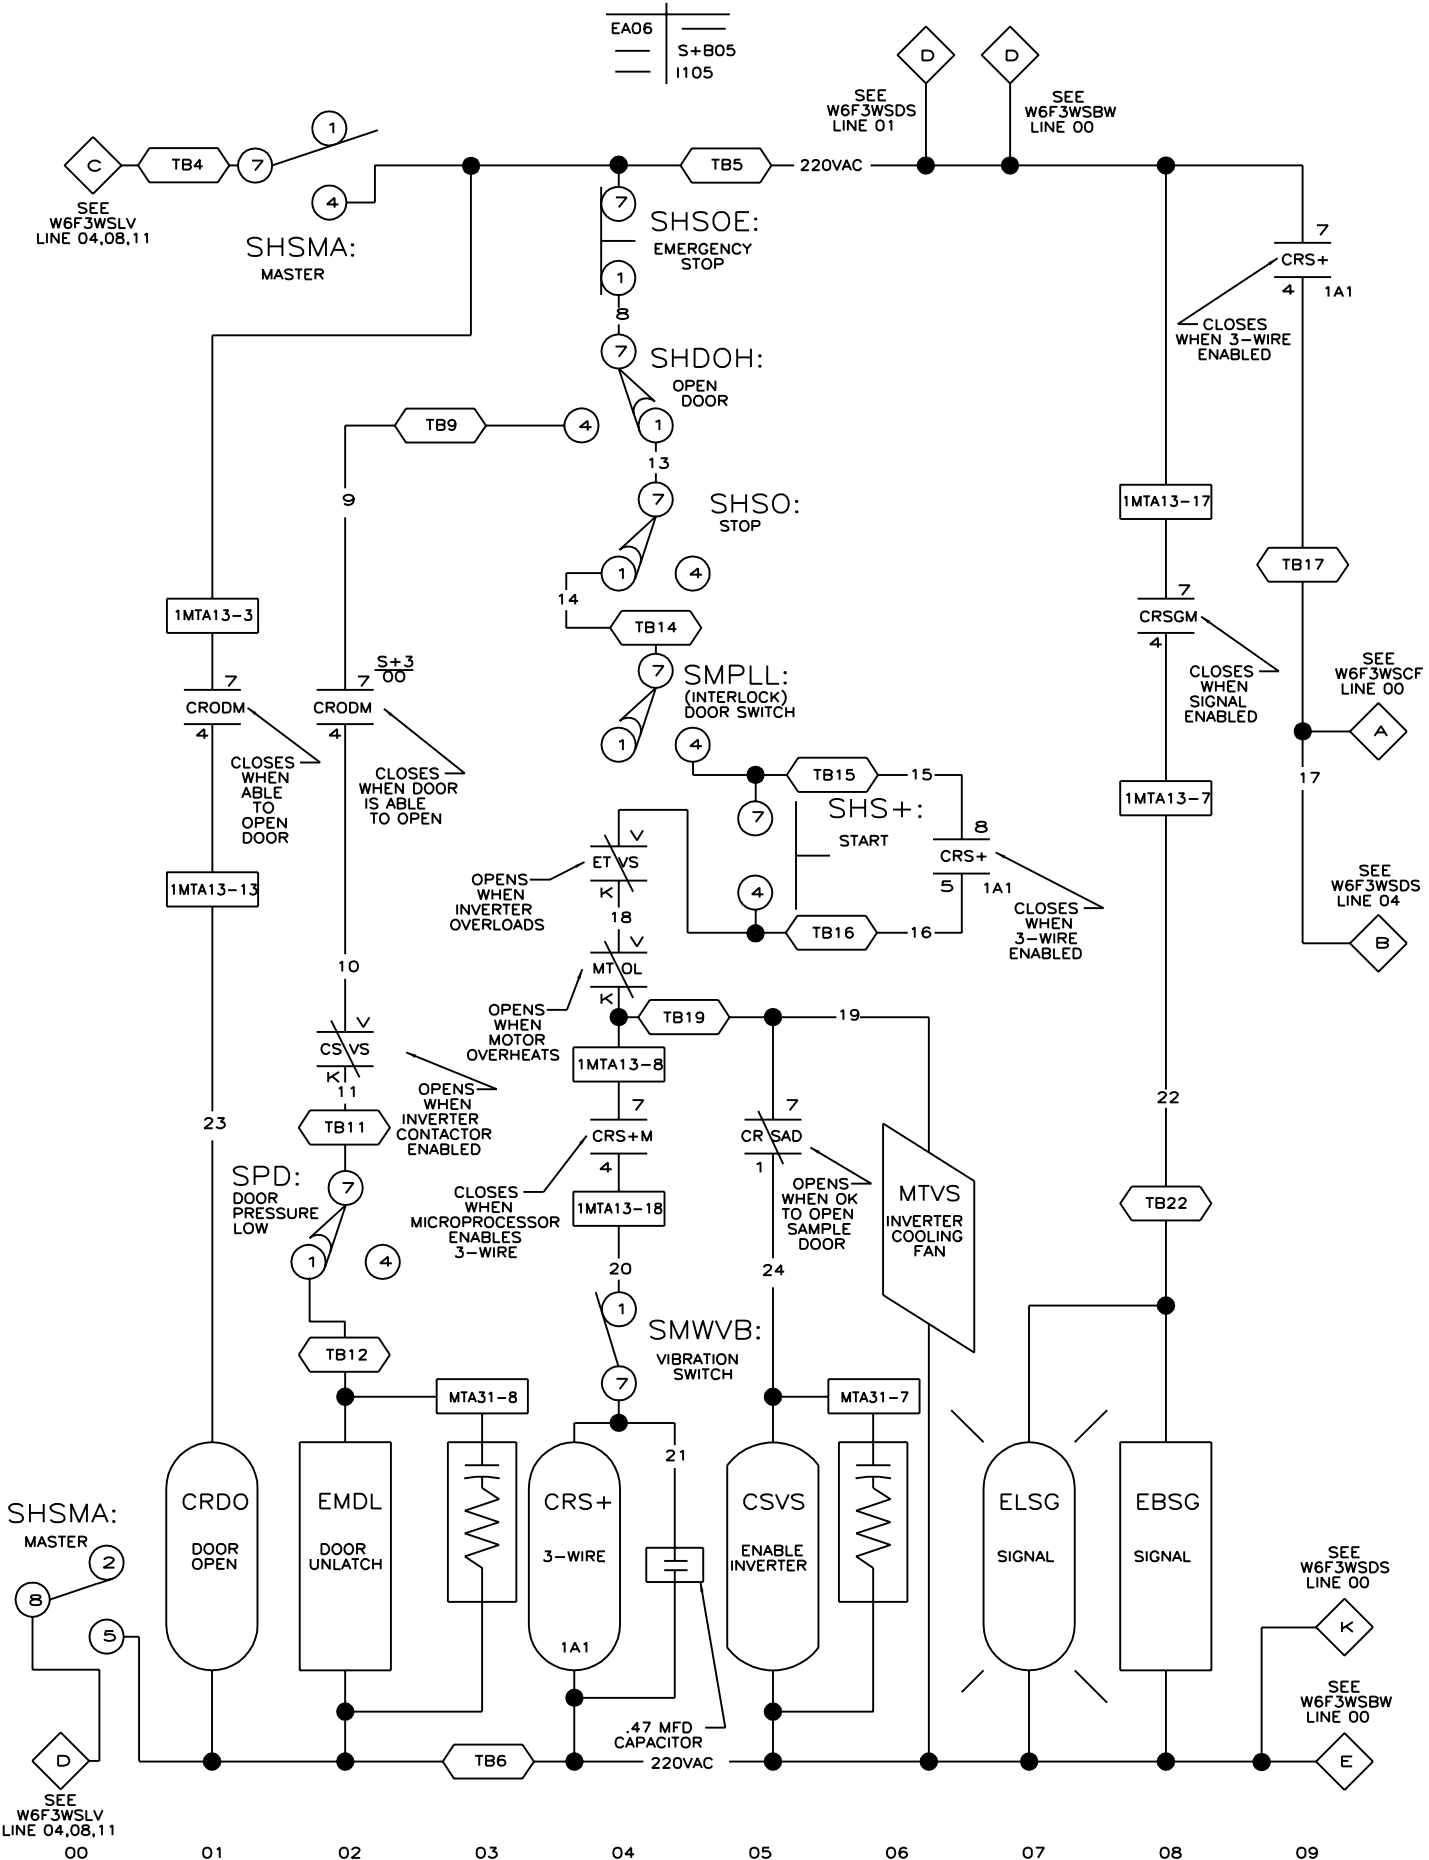 EA06
S+B05
1105
D
D
SEE
W6F3WSDS
LINE 01
SEE
W6F3WSBW
LINE 00
C
TB4
7
1
4
SEE
W6F3WSLV
LINE 04,08,11
SHSMA:
MASTER
TB5
220VAC
7
SHSOE:
EMERGENCY
STOP
1
8
7
SHDOH:
OPEN
DOOR
1
7
CRS+
4
1A1
CLOSES
WHEN 3-WIRE
ENABLED
TB9
4
13
9
7
SHSO:
STOP
1
4
14
TB14
1MTA13-17
TB17
1MTA13-3
7
CRSGM
4
CLOSES
WHEN
SIGNAL
ENABLED
SEE
W6F3WSCF
LINE 00
A
17
7
CRODM
4
CLOSES
WHEN
ABLE
TO
OPEN
DOOR
S+3
00
7
CRODM
4
CLOSES
WHEN DOOR
IS ABLE
TO OPEN
7
SMPLL:
(INTERLOCK)
DOOR SWITCH
1
4
TB15
15
7
SHS+:
START
4
TB16
16
8
CRS+
5
1A1
CLOSES
WHEN
3-WIRE
ENABLED
1MTA13-7
SEE
W6F3WSDS
LINE 04
B
1MTA13-13
V
ET VS
K
OPENS
WHEN
INVERTER
OVERLOADS
18
V
MT OL
K
OPENS
WHEN
MOTOR
OVERHEATS
10
V
CS VS
K
11
OPENS
WHEN
INVERTER
CONTACTOR
ENABLED
TB19
19
1MTA13-8
7
CRS+M
4
CLOSES
WHEN
MICROPROCESSOR
ENABLES
3-WIRE
1MTA13-18
20
7
CR SAD
1
OPENS
WHEN OK
TO OPEN
SAMPLE
DOOR
24
MTVS
INVERTER
COOLING
FAN
22
TB22
23
TB11
SPD:
DOOR
PRESSURE
LOW
7
1
4
TB12
1
SMWVB:
VIBRATION
SWITCH
7
MTA31-8
MTA31-7
21
CRDO
DOOR
OPEN
EMDL
DOOR
UNLATCH
CRS+
3-WIRE
1A1
CSVS
ENABLE
INVERTER
ELSG
SIGNAL
EBSG
SIGNAL
SHSMA:
MASTER
2
8
5
D
SEE
W6F3WSLV
LINE 04,08,11
SEE
W6F3WSDS
LINE 00
K
SEE
W6F3WSBW
LINE 00
E
.47 MFD
CAPACITOR
TB6
220VAC
00 01 02 03 04 05 06 07 08 09